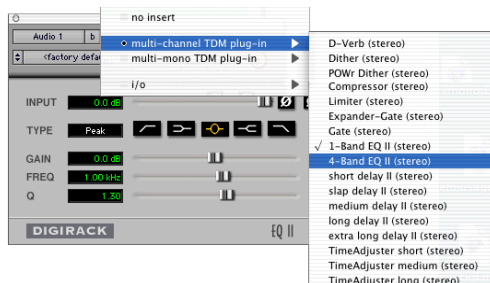 no insert
Audio 1 b
multi-channel TDM plug-in
<factory defau
multi-mono TDM plug-in
i/o
INPUT 0.0 dB Ø
TYPE Peak
GAIN 0.0 dB
FREQ 1.00 kHz
Q 1.30
DIGIRACK EQ II
D-Verb (stereo)
Dither (stereo)
POWr Dither (stereo)
Compressor (stereo)
Limiter (stereo)
Expander-Gate (stereo)
Gate (stereo)
√ 1-Band EQ II (stereo)
4-Band EQ II (stereo)
short delay II (stereo)
slap delay II (stereo)
medium delay II (stereo)
long delay II (stereo)
extra long delay II (stereo)
TimeAdjuster short (stereo)
TimeAdjuster medium (stereo)
TimeAdjuster long (stereo)